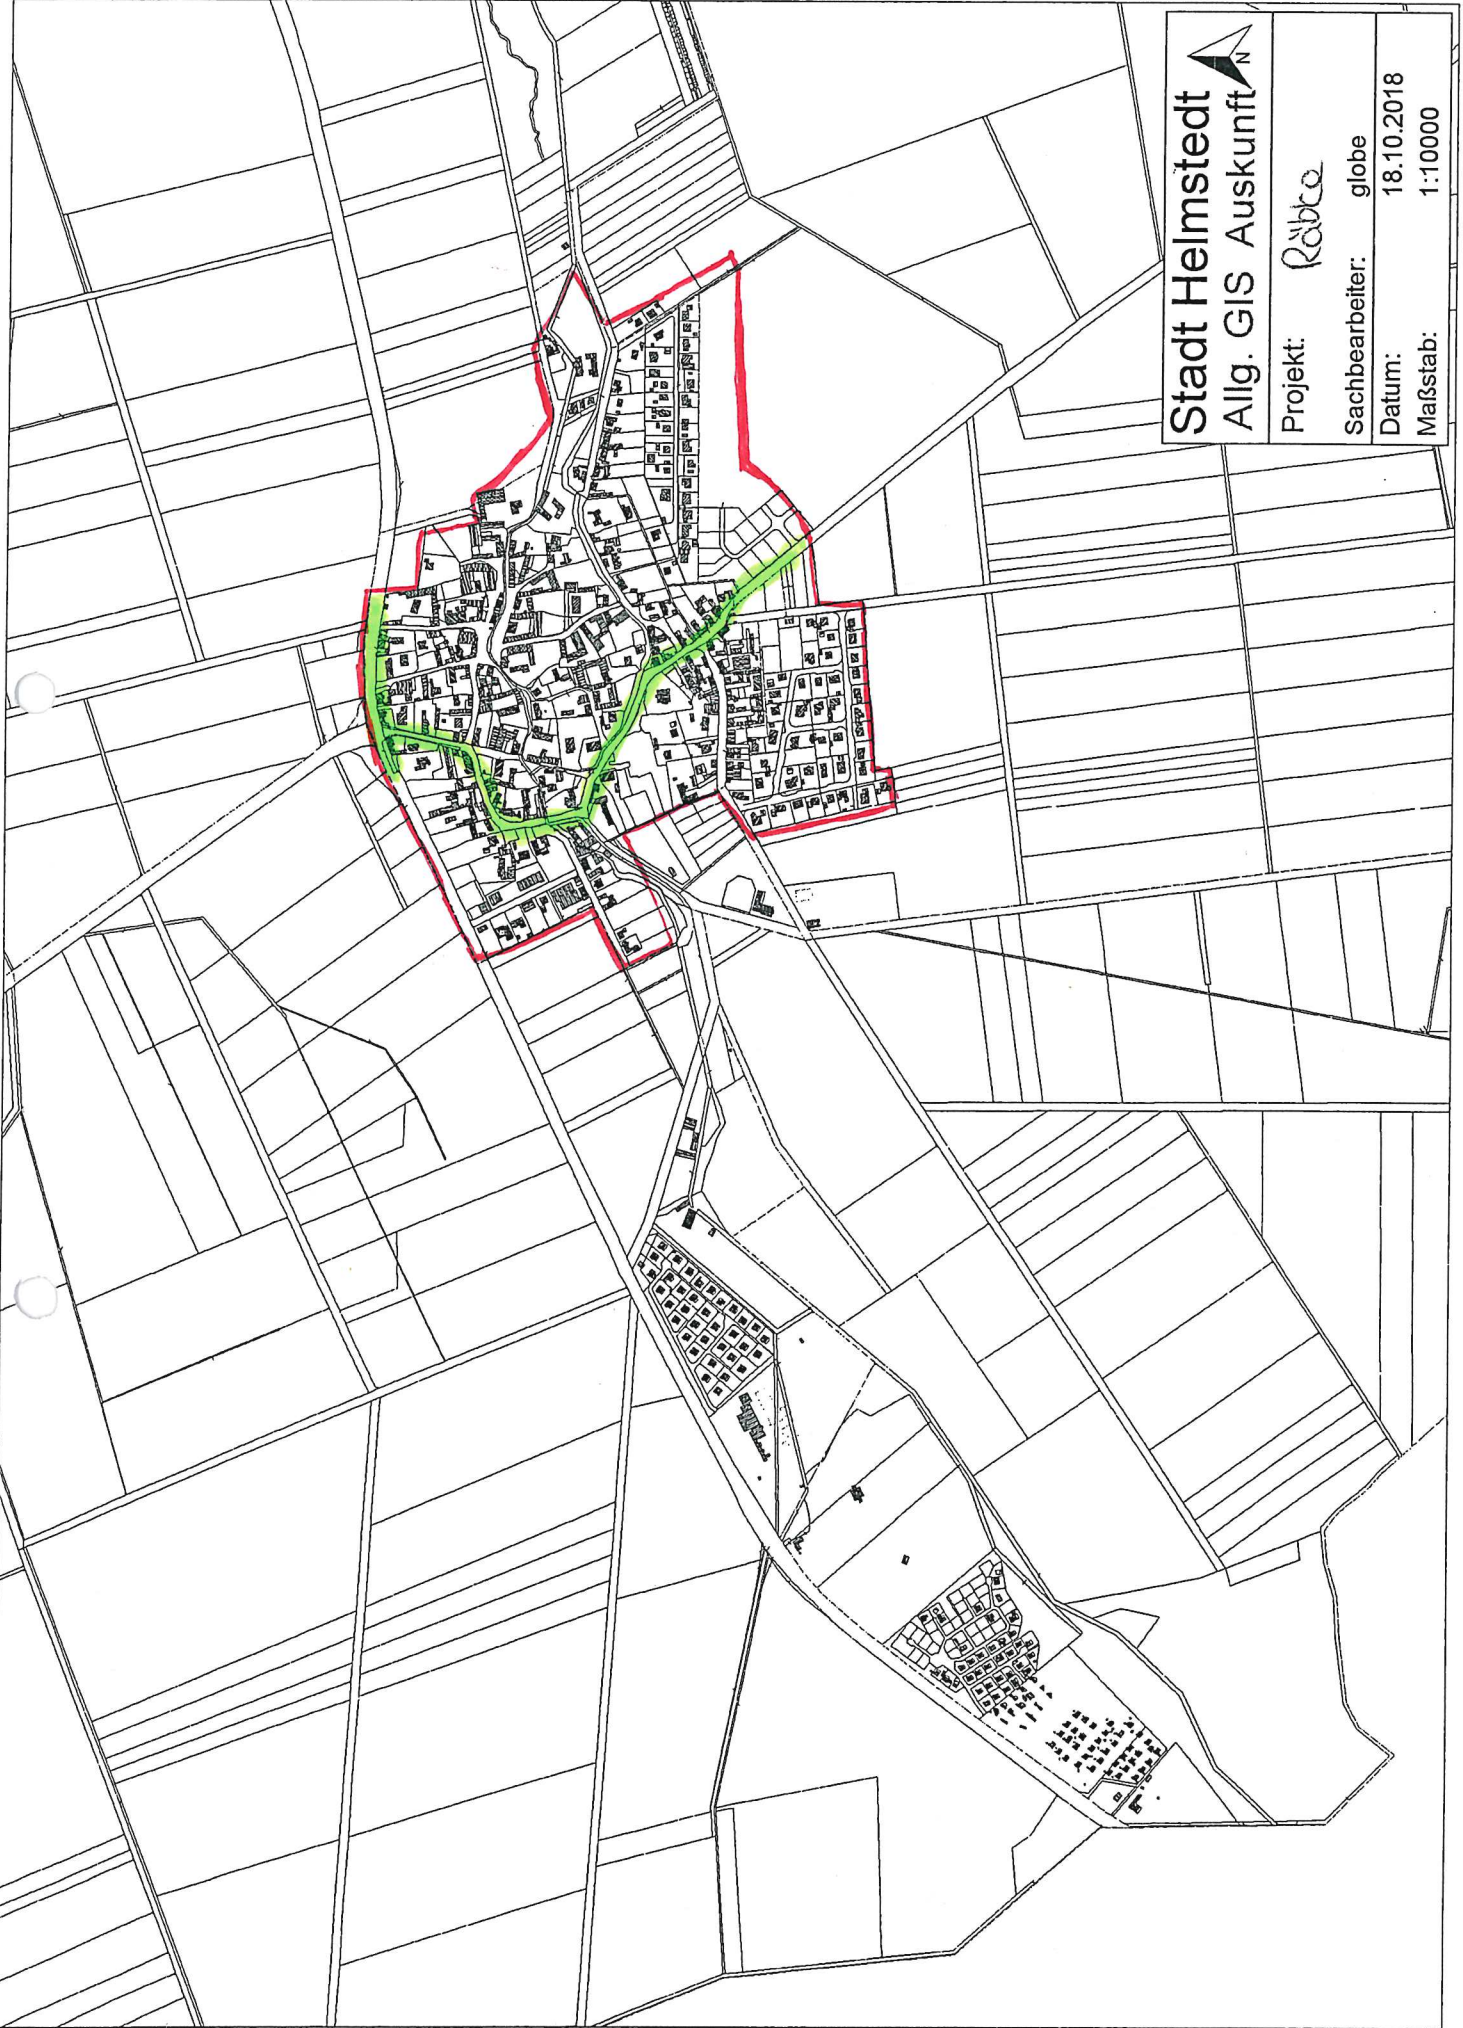 Stadt Helmstedt
Allg. GIS Auskunft
N
Projekt: Räbke
Sachbearbeiter: globe
Datum: 18.10.2018
Maßstab: 1:10000